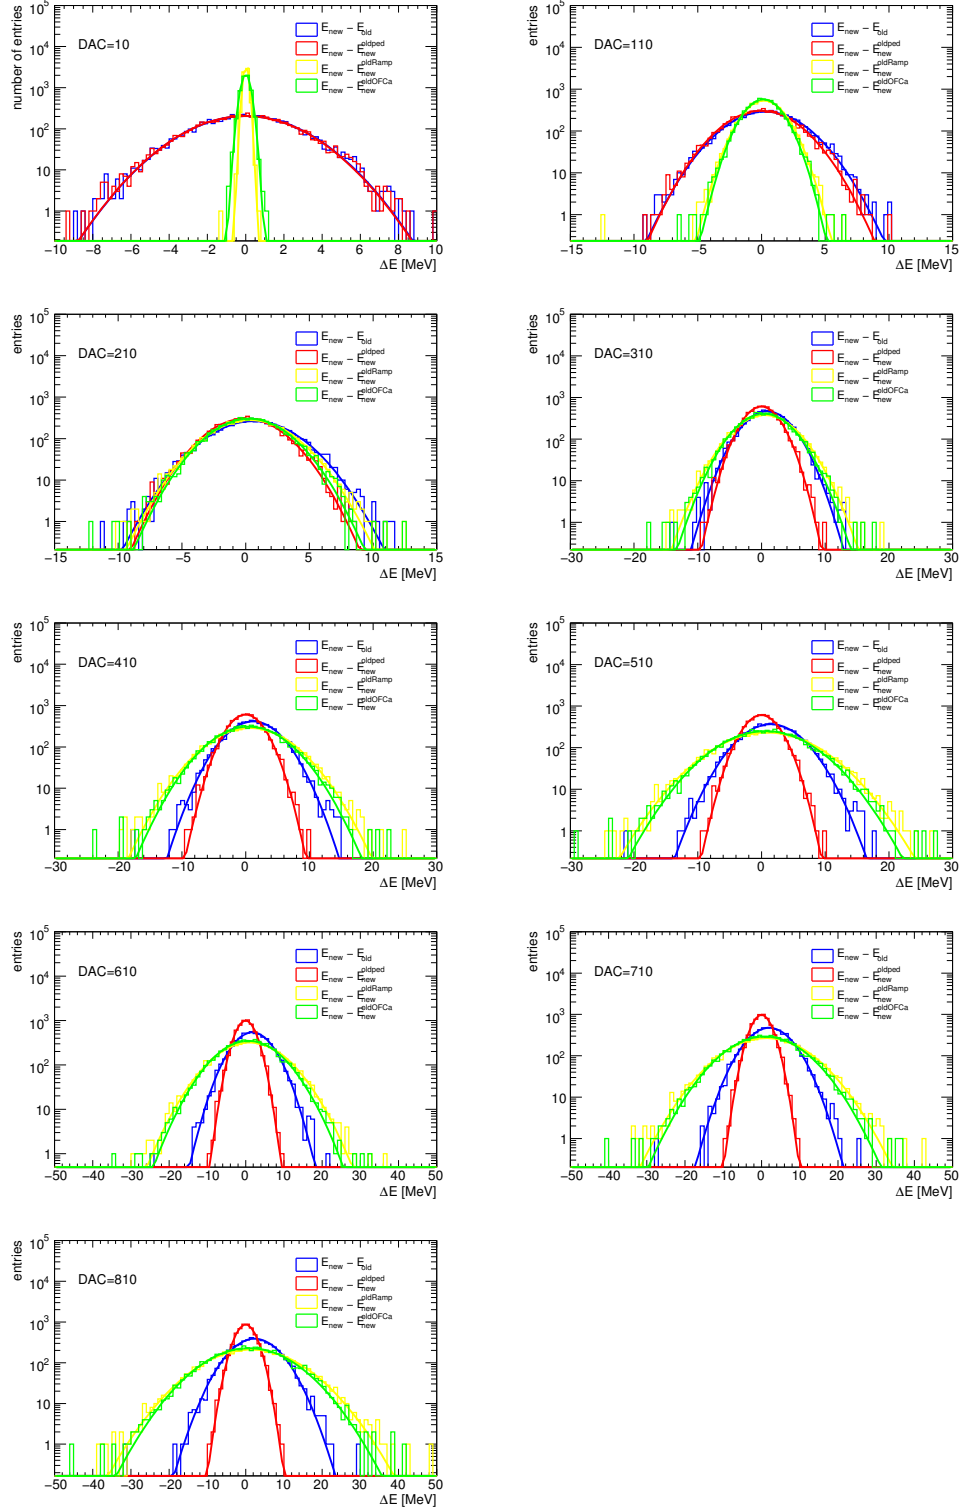 number of entries
10^5
10^4
10^3
10^2
10
1
DAC=10
E_new − E_old
E_new − E_new^oldped
E_new − E_new^oldRamp
E_new − E_new^oldOFCa
−10 −8 −6 −4 −2 0 2 4 6 8 10
ΔE [MeV]
entries
10^5
10^4
10^3
10^2
10
1
DAC=110
E_new − E_old
E_new − E_new^oldped
E_new − E_new^oldRamp
E_new − E_new^oldOFCa
−15 −10 −5 0 5 10 15
ΔE [MeV]
entries
10^5
10^4
10^3
10^2
10
1
DAC=210
E_new − E_old
E_new − E_new^oldped
E_new − E_new^oldRamp
E_new − E_new^oldOFCa
−15 −10 −5 0 5 10 15
ΔE [MeV]
entries
10^5
10^4
10^3
10^2
10
1
DAC=310
E_new − E_old
E_new − E_new^oldped
E_new − E_new^oldRamp
E_new − E_new^oldOFCa
−30 −20 −10 0 10 20 30
ΔE [MeV]
entries
10^5
10^4
10^3
10^2
10
1
DAC=410
E_new − E_old
E_new − E_new^oldped
E_new − E_new^oldRamp
E_new − E_new^oldOFCa
−30 −20 −10 0 10 20 30
ΔE [MeV]
entries
10^5
10^4
10^3
10^2
10
1
DAC=510
E_new − E_old
E_new − E_new^oldped
E_new − E_new^oldRamp
E_new − E_new^oldOFCa
−30 −20 −10 0 10 20 30
ΔE [MeV]
entries
10^5
10^4
10^3
10^2
10
1
DAC=610
E_new − E_old
E_new − E_new^oldped
E_new − E_new^oldRamp
E_new − E_new^oldOFCa
−50 −40 −30 −20 −10 0 10 20 30 40 50
ΔE [MeV]
entries
10^5
10^4
10^3
10^2
10
1
DAC=710
E_new − E_old
E_new − E_new^oldped
E_new − E_new^oldRamp
E_new − E_new^oldOFCa
−50 −40 −30 −20 −10 0 10 20 30 40 50
ΔE [MeV]
entries
10^5
10^4
10^3
10^2
10
1
DAC=810
E_new − E_old
E_new − E_new^oldped
E_new − E_new^oldRamp
E_new − E_new^oldOFCa
−50 −40 −30 −20 −10 0 10 20 30 40 50
ΔE [MeV]